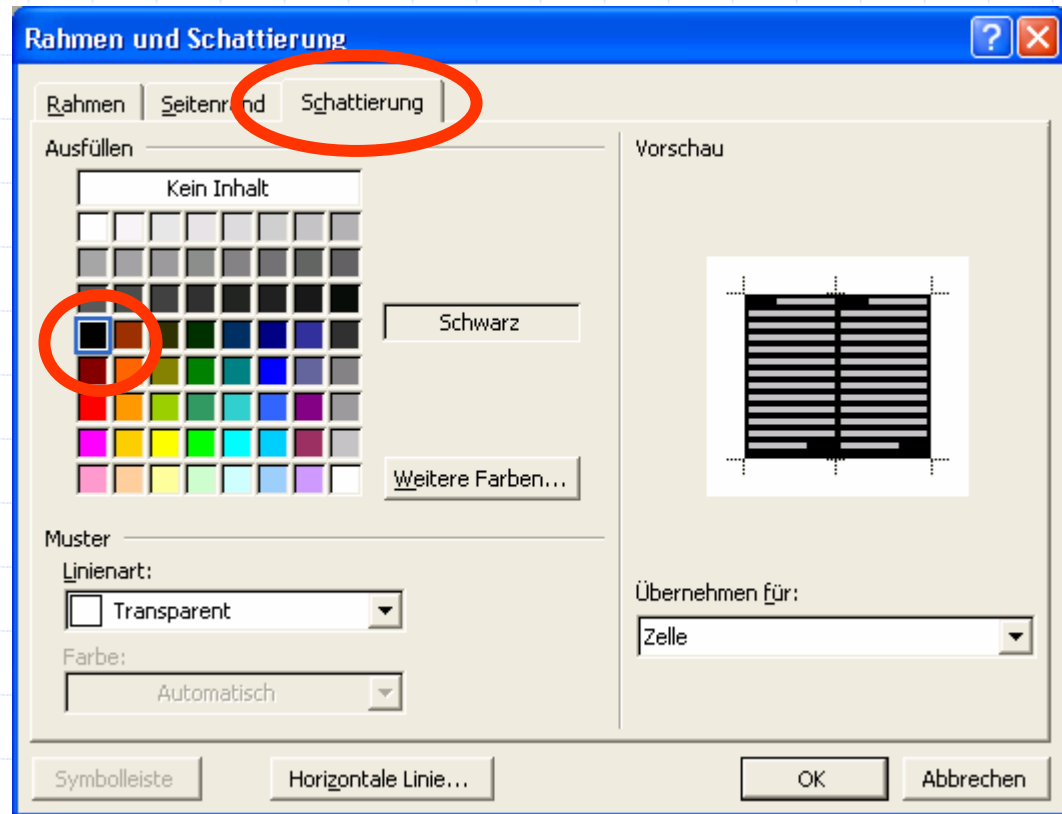 Rahmen und Schattierung
Rahmen Seitenrand Schattierung
Ausfüllen
Kein Inhalt
Schwarz
Weitere Farben...
Muster
Linienart:
Transparent
Farbe:
Automatisch
Vorschau
Übernehmen für:
Zelle
Symbolleiste Horizontale Linie... OK Abbrechen